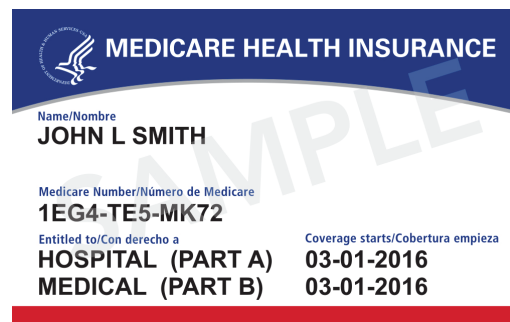 MEDICARE HEALTH INSURANCE
Name/Nombre
JOHN L SMITH
Medicare Number/Número de Medicare
1EG4-TE5-MK72
Entitled to/Con derecho a Coverage starts/Cobertura empieza
HOSPITAL (PART A) 03-01-2016
MEDICAL (PART B) 03-01-2016
SAMPLE